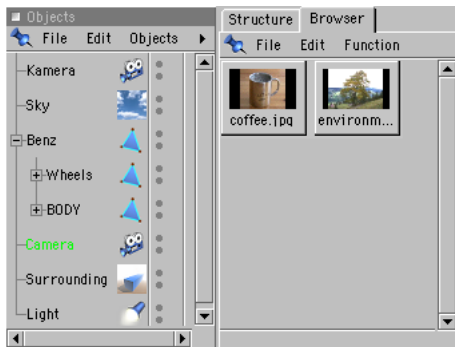 Objects
File Edit Objects
Kamera
Sky
Benz
Wheels
BODY
Camera
Surrounding
Light
Structure Browser
File Edit Function
coffee.jpg environm...